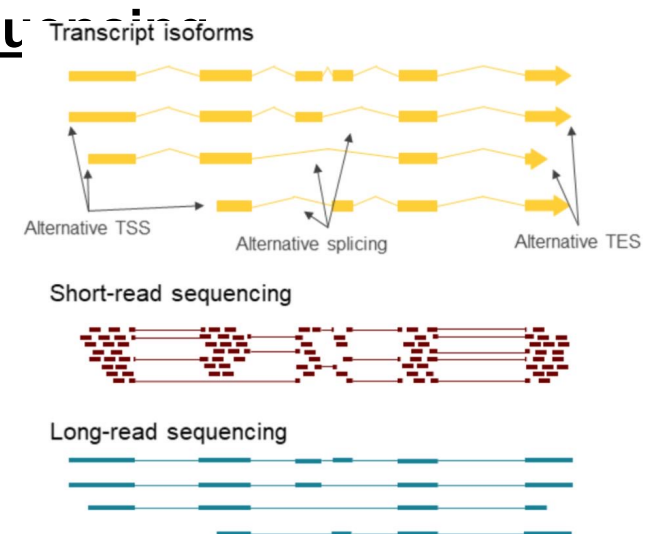 Transcript isoforms
Alternative TSS
Alternative splicing
Alternative TES
Short-read sequencing
Long-read sequencing